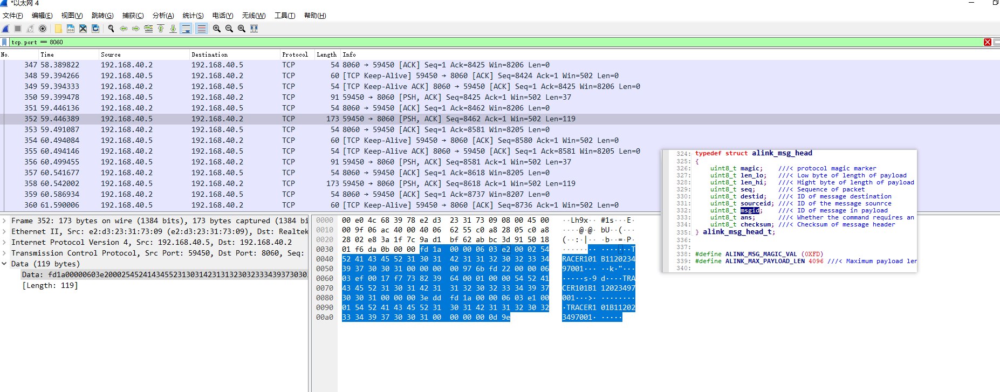 *以太网 4
文件(F) 编辑(E) 视图(V) 跳转(G) 捕获(C) 分析(A) 统计(S) 电话(Y) 无线(W) 工具(T) 帮助(H)
tcp.port == 8060
No. Time Source Destination Protocol Length Info
347 58.389822 192.168.40.2 192.168.40.5 TCP 54 8060 → 59450 [ACK] Seq=1 Ack=8425 Win=8206 Len=0
348 59.394266 192.168.40.5 192.168.40.2 TCP 60 [TCP Keep-Alive] 59450 → 8060 [ACK] Seq=8424 Ack=1 Win=502 Len=0
349 59.394333 192.168.40.2 192.168.40.5 TCP 54 [TCP Keep-Alive ACK] 8060 → 59450 [ACK] Seq=1 Ack=8425 Win=8206 Len=0
350 59.399478 192.168.40.5 192.168.40.2 TCP 91 59450 → 8060 [PSH, ACK] Seq=8425 Ack=1 Win=502 Len=37
351 59.446136 192.168.40.2 192.168.40.5 TCP 54 8060 → 59450 [ACK] Seq=1 Ack=8462 Win=8206 Len=0
352 59.446389 192.168.40.5 192.168.40.2 TCP 173 59450 → 8060 [PSH, ACK] Seq=8462 Ack=1 Win=502 Len=119
353 59.491087 192.168.40.2 192.168.40.5 TCP 54 8060 → 59450 [ACK] Seq=1 Ack=8581 Win=8205 Len=0
354 60.494084 192.168.40.5 192.168.40.2 TCP 60 [TCP Keep-Alive] 59450 → 8060 [ACK] Seq=8580 Ack=1 Win=502 Len=0
355 60.494146 192.168.40.2 192.168.40.5 TCP 54 [TCP Keep-Alive ACK] 8060 → 59450 [ACK] Seq=1 Ack=8581 Win=8205 Len=0
356 60.499455 192.168.40.5 192.168.40.2 TCP 91 59450 → 8060 [PSH, ACK] Seq=8581 Ack=1 Win=502 Len=37
357 60.541677 192.168.40.2 192.168.40.5 TCP 54 8060 → 59450 [ACK] Seq=1 Ack=8618 Win=8205 Len=0
358 60.542002 192.168.40.5 192.168.40.2 TCP 173 59450 → 8060 [PSH, ACK] Seq=8618 Ack=1 Win=502 Len=119
359 60.586934 192.168.40.2 192.168.40.5 TCP 54 8060 → 59450 [ACK] Seq=1 Ack=8737 Win=8207 Len=0
360 61.590006 192.168.40.5 192.168.40.2 TCP 60 [TCP Keep-Alive] 59450 → 8060 [ACK] Seq=8736 Ack=1 Win=502 Len=0
324: typedef struct alink_msg_head
325: {
326: uint8_t magic; ///< protocol magic marker
327: uint8_t len_lo; ///< Low byte of length of payload
328: uint8_t len_hi; ///< Hight byte of length of payload
329: uint8_t seq; ///< Sequence of packet
330: uint8_t destid; ///< ID of message destination
331: uint8_t sourceid; ///< ID of the message sounrce
332: uint8_t msgid; ///< ID of message in payload
333: uint8_t ans; ///< Whether the command requires an
334: uint8_t checksum; ///< Checksum of message header
335: } alink_msg_head_t;
336:
337:
338: #define ALINK_MSG_MAGIC_VAL (0XFD)
339: #define ALINK_MAX_PAYLOAD_LEN 4096 ///< Maximum payload ler
340:
Frame 352: 173 bytes on wire (1384 bits), 173 bytes captured (1384 bi
Ethernet II, Src: e2:d3:23:31:73:09 (e2:d3:23:31:73:09), Dst: Realtek
Internet Protocol Version 4, Src: 192.168.40.5, Dst: 192.168.40.2
Transmission Control Protocol, Src Port: 59450, Dst Port: 8060, Seq:
Data (119 bytes)
Data: fd1a00000603e2000254524143455231303142313132303233343937303
[Length: 119]
0000 00 e0 4c 68 39 78 e2 d3 23 31 73 09 08 00 45 00 ··Lh9x·· #1s···E·
0010 00 9f 06 ac 40 00 40 06 62 55 c0 a8 28 05 c0 a8 ····@·@· bU··(···
0020 28 02 e8 3a 1f 7c 9a d1 bf 62 ab bc 3d 91 50 18 (··:·|·· ·b··=·P·
0030 01 f6 da 0b 00 00 fd 1a 00 00 06 03 e2 00 02 54 ········ ·······T
0040 52 41 43 45 52 31 30 31 42 31 31 32 30 32 33 34 RACER101 B1120234
0050 39 37 30 30 31 00 00 00 00 97 6b fd 22 00 00 06 97001··· ··k·"···
0060 03 ef 00 17 f7 73 82 39 64 00 01 00 00 54 52 41 ·····s·9 d····TRA
0070 43 45 52 31 30 31 42 31 31 32 30 32 33 34 39 37 CER101B1 12023497
0080 30 30 31 00 00 00 3e dd fd 1a 00 00 06 03 e1 00 001···>· ········
0090 01 54 52 41 43 45 52 31 30 31 42 31 31 32 30 32 ·TRACER1 01B11202
00a0 33 34 39 37 30 30 31 00 00 00 00 0d 9e 3497001· ·····